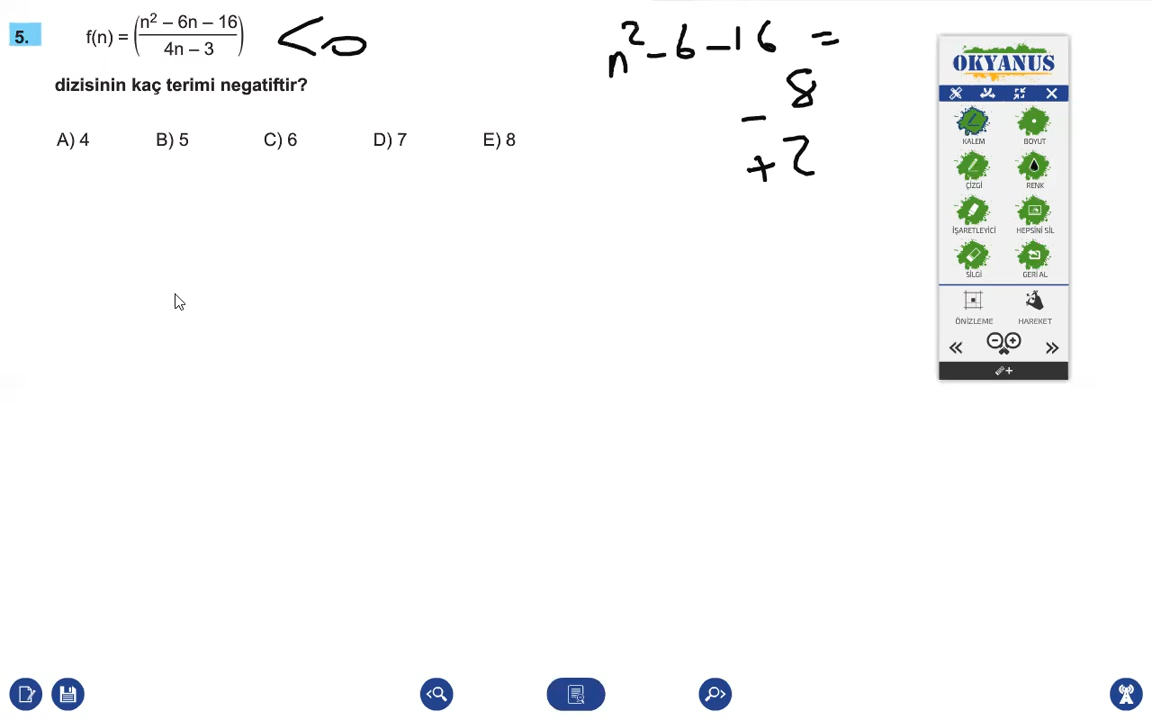 5. f(n) = (n² – 6n – 16 / 4n – 3) < 0
dizisinin kaç terimi negatiftir?
A) 4 B) 5 C) 6 D) 7 E) 8
n² – 6 – 16 =
– 8
+ 2
OKYANUS
KALEM BOYUT
ÇİZGİ RENK
İŞARETLEYİCİ HEPSİNİ SİL
SİLGİ GERİ AL
ÖNİZLEME HAREKET